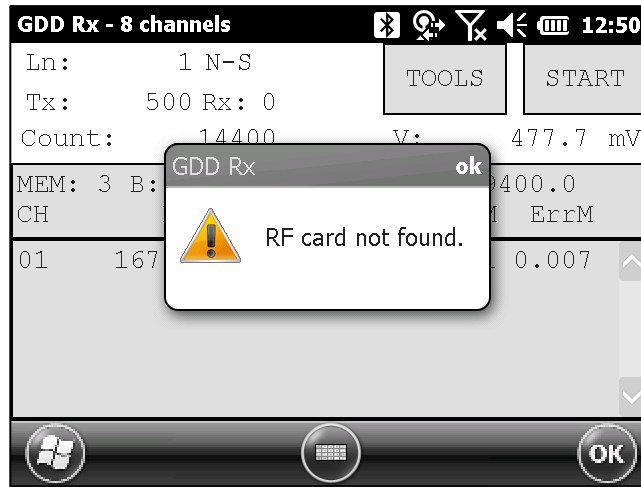 GDD Rx - 8 channels 12:50
Ln: 1 N-S TOOLS START
Tx: 500 Rx: 0
Count: 14400 V: 477.7 mV
GDD Rx ok
MEM: 3 B: 9400.0
CH ErrM
RF card not found.
01 167 0.007
OK